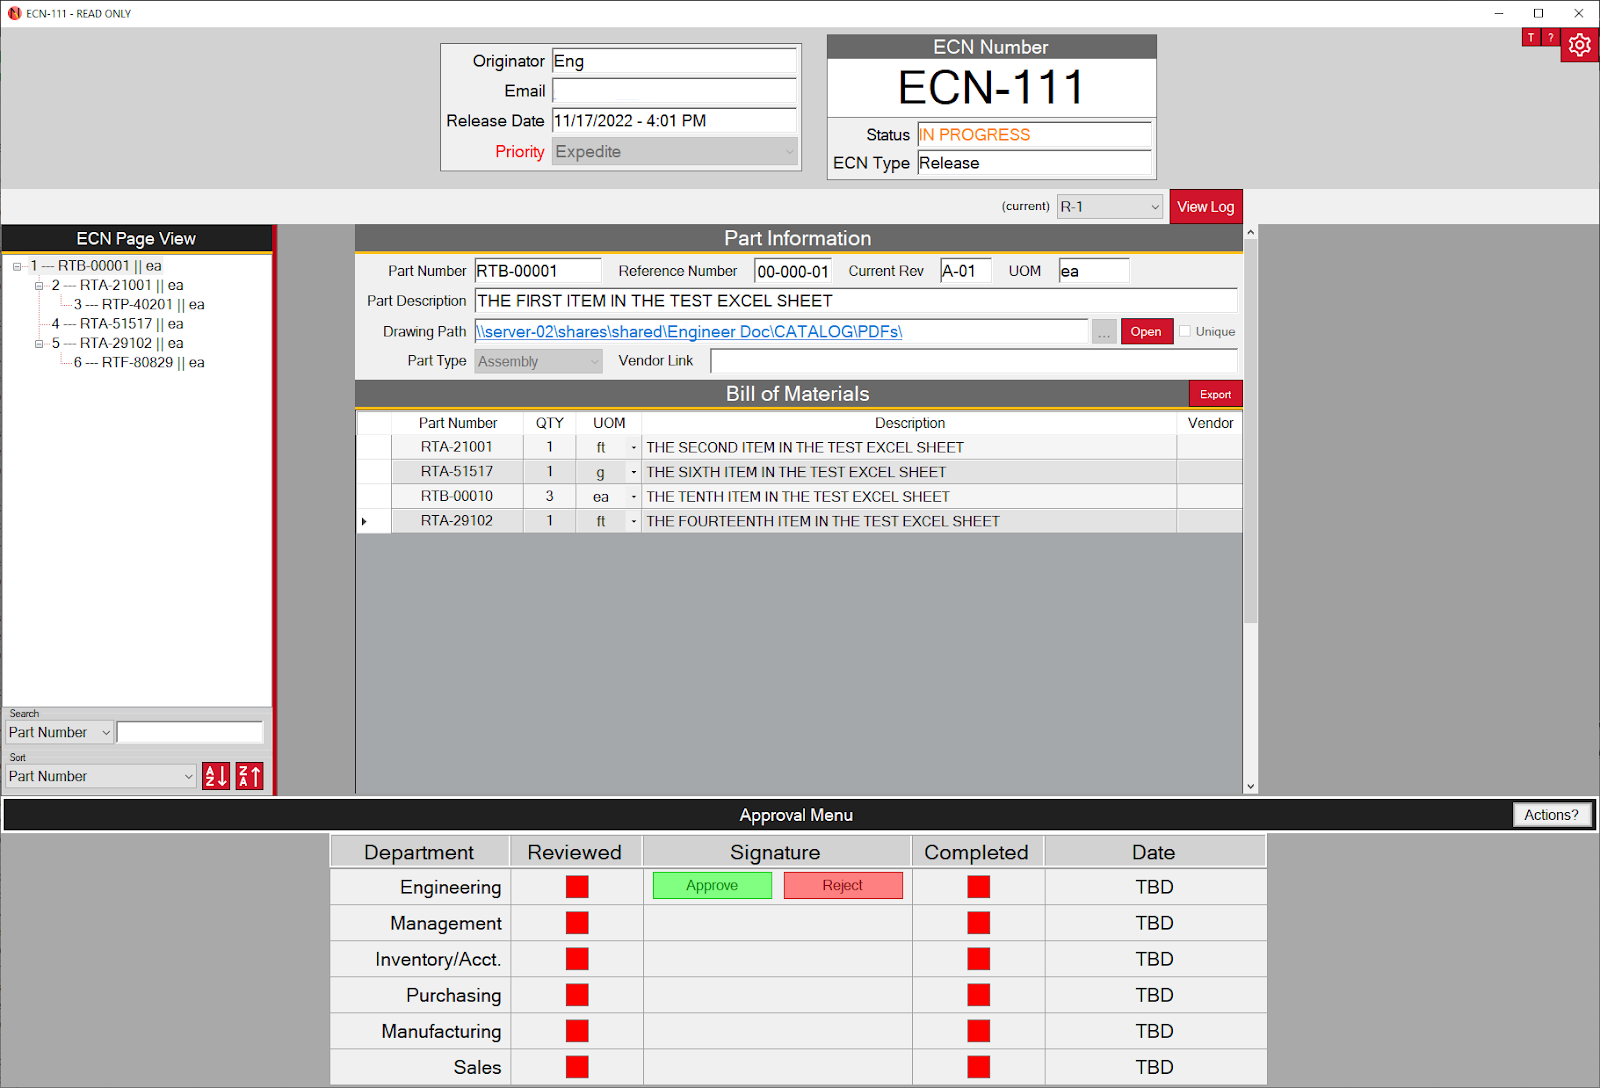 ECN-111 - READ ONLY
T ?
Originator Eng
Email
Release Date 11/17/2022 - 4:01 PM
Priority Expedite
ECN Number
ECN-111
Status IN PROGRESS
ECN Type Release
(current) R-1 View Log
ECN Page View
1 --- RTB-00001 || ea
2 --- RTA-21001 || ea
3 --- RTP-40201 || ea
4 --- RTA-51517 || ea
5 --- RTA-29102 || ea
6 --- RTF-80829 || ea
Search
Part Number
Sort
Part Number
A Z
Z A
Part Information
Part Number RTB-00001 Reference Number 00-000-01 Current Rev A-01 UOM ea
Part Description THE FIRST ITEM IN THE TEST EXCEL SHEET
Drawing Path \\server-02\shares\shared\Engineer Doc\CATALOG\PDFs\ ... Open Unique
Part Type Assembly Vendor Link
Bill of Materials Export
Part Number QTY UOM Description Vendor
RTA-21001 1 ft THE SECOND ITEM IN THE TEST EXCEL SHEET
RTA-51517 1 g THE SIXTH ITEM IN THE TEST EXCEL SHEET
RTB-00010 3 ea THE TENTH ITEM IN THE TEST EXCEL SHEET
RTA-29102 1 ft THE FOURTEENTH ITEM IN THE TEST EXCEL SHEET
Approval Menu Actions?
Department Reviewed Signature Completed Date
Engineering Approve Reject TBD
Management TBD
Inventory/Acct. TBD
Purchasing TBD
Manufacturing TBD
Sales TBD